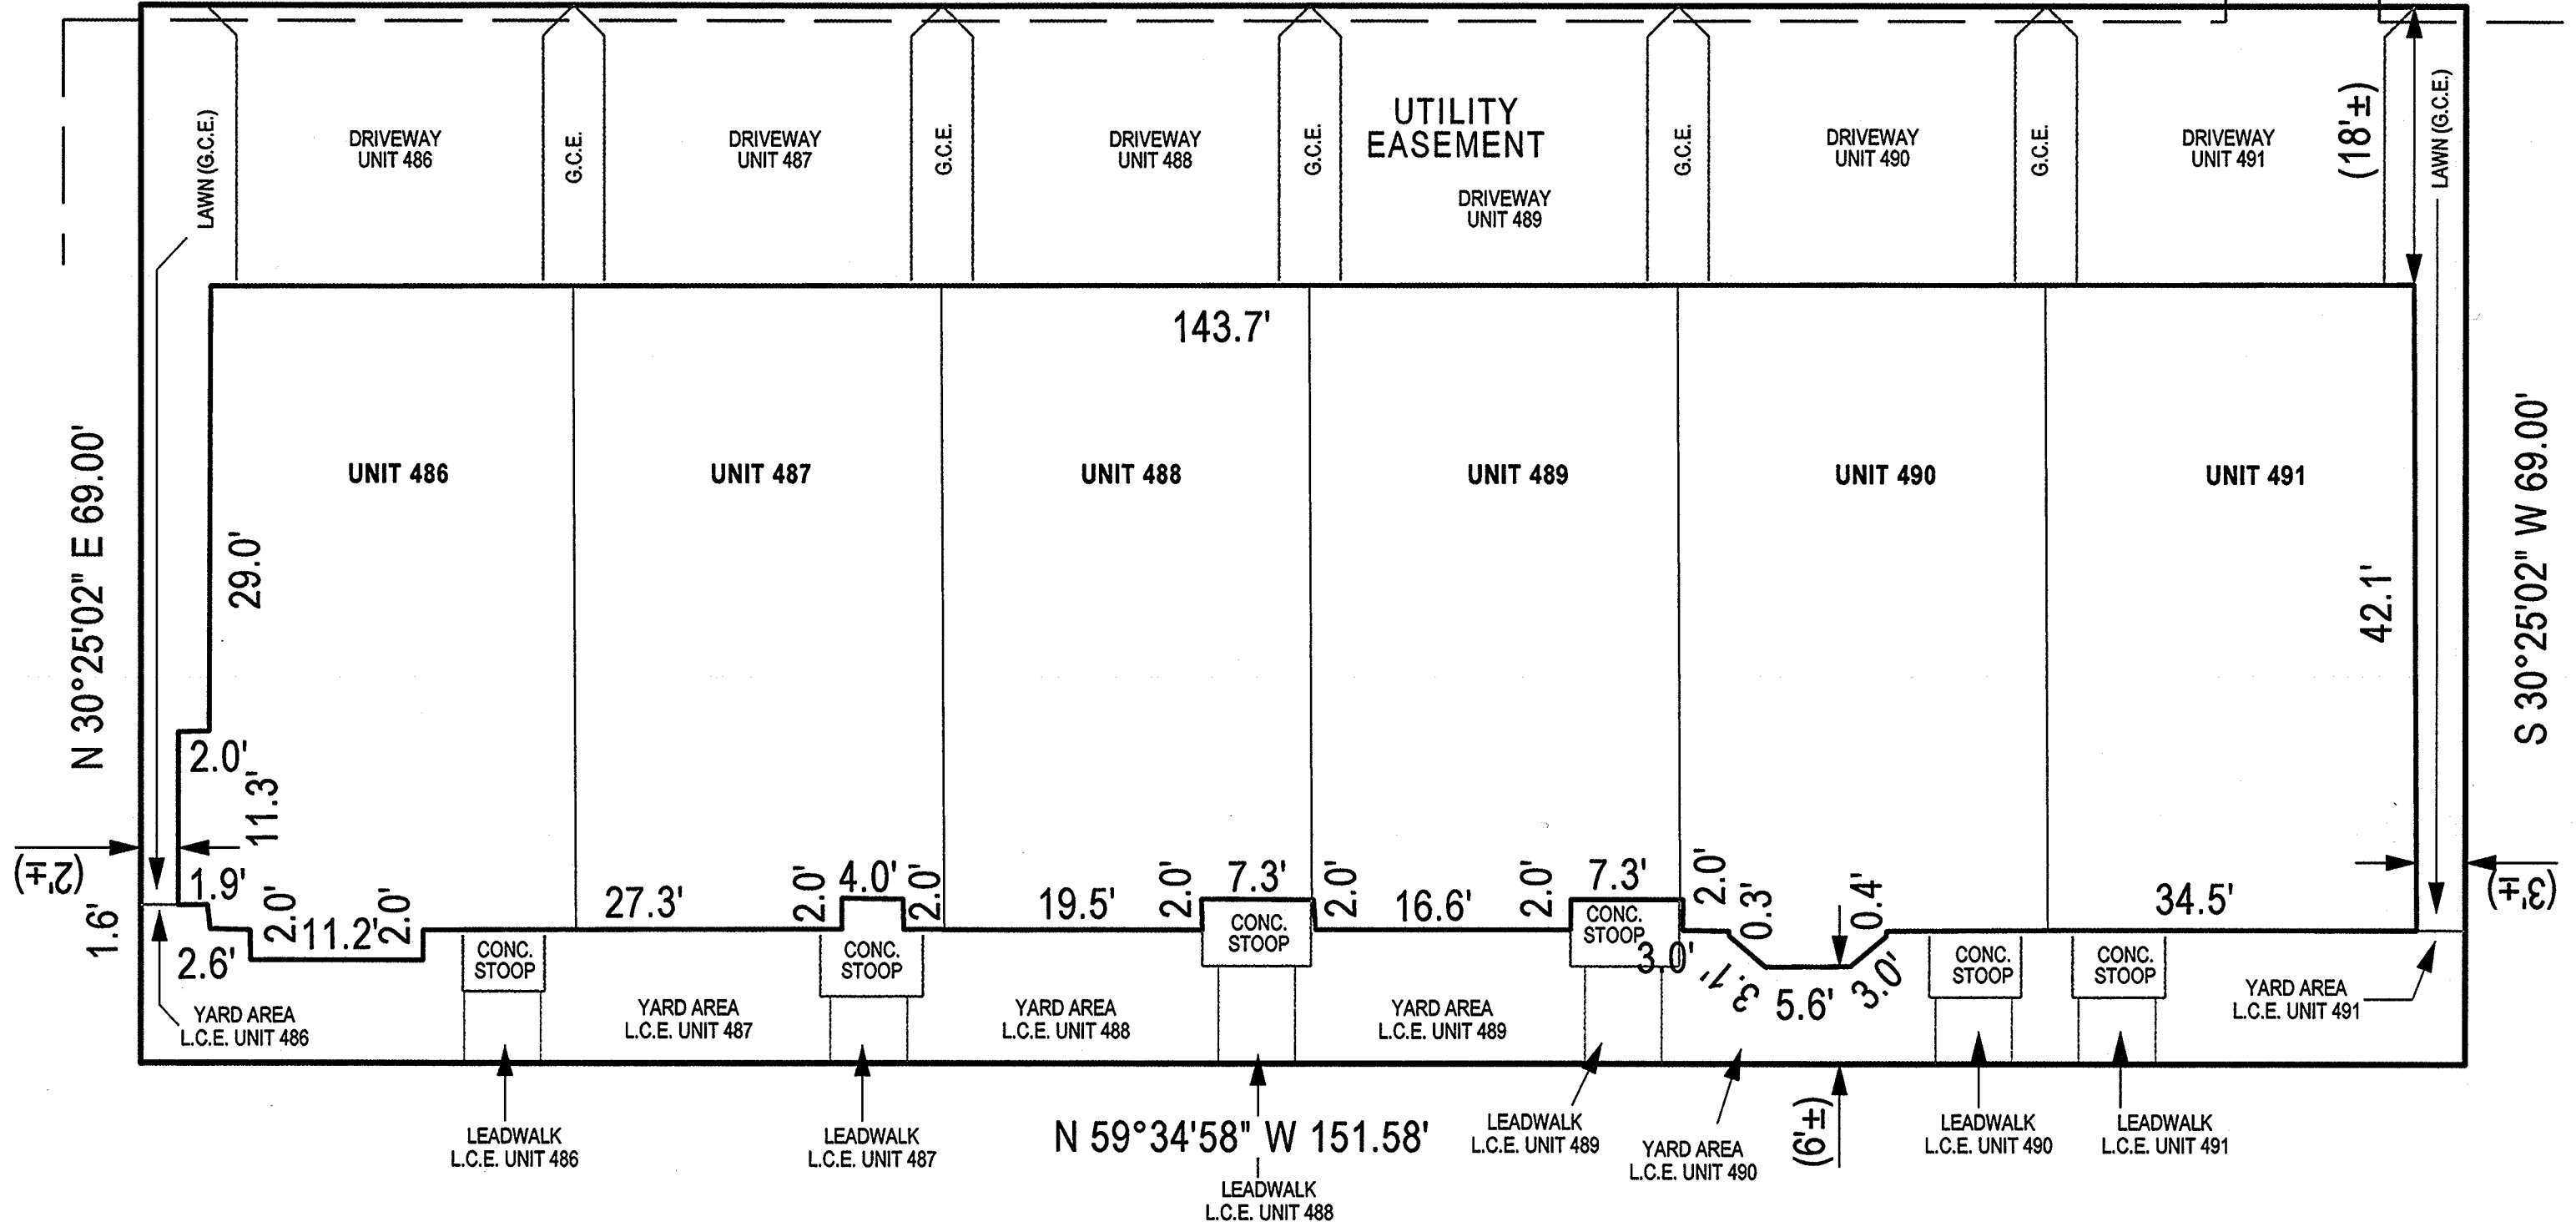 UTILITY
EASEMENT
LAWN (G.C.E.)
DRIVEWAY
UNIT 486
G.C.E.
DRIVEWAY
UNIT 487
G.C.E.
DRIVEWAY
UNIT 488
G.C.E.
DRIVEWAY
UNIT 489
G.C.E.
DRIVEWAY
UNIT 490
G.C.E.
DRIVEWAY
UNIT 491
(18'±)
LAWN (G.C.E.)
143.7'
UNIT 486
UNIT 487
UNIT 488
UNIT 489
UNIT 490
UNIT 491
N 30°25'02" E 69.00'
29.0'
42.1'
S 30°25'02" W 69.00'
2.0'
11.3'
(2'±)
1.9'
1.6'
2.6'
2.0'
11.2'
2.0'
27.3'
2.0'
4.0'
2.0'
19.5'
2.0'
7.3'
2.0'
16.6'
2.0'
7.3'
2.0'
3.0'
0.3'
3.1'
5.6'
3.0'
0.4'
34.5'
(3'±)
CONC.
STOOP
CONC.
STOOP
CONC.
STOOP
CONC.
STOOP
CONC.
STOOP
CONC.
STOOP
YARD AREA
L.C.E. UNIT 486
YARD AREA
L.C.E. UNIT 487
YARD AREA
L.C.E. UNIT 488
YARD AREA
L.C.E. UNIT 489
YARD AREA
L.C.E. UNIT 491
LEADWALK
L.C.E. UNIT 486
LEADWALK
L.C.E. UNIT 487
N 59°34'58" W 151.58'
LEADWALK
L.C.E. UNIT 488
LEADWALK
L.C.E. UNIT 489
YARD AREA
L.C.E. UNIT 490
(9'±)
LEADWALK
L.C.E. UNIT 490
LEADWALK
L.C.E. UNIT 491